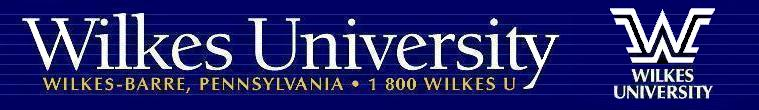 Wilkes University
WILKES-BARRE, PENNSYLVANIA • 1 800 WILKES U
W
WILKES
UNIVERSITY